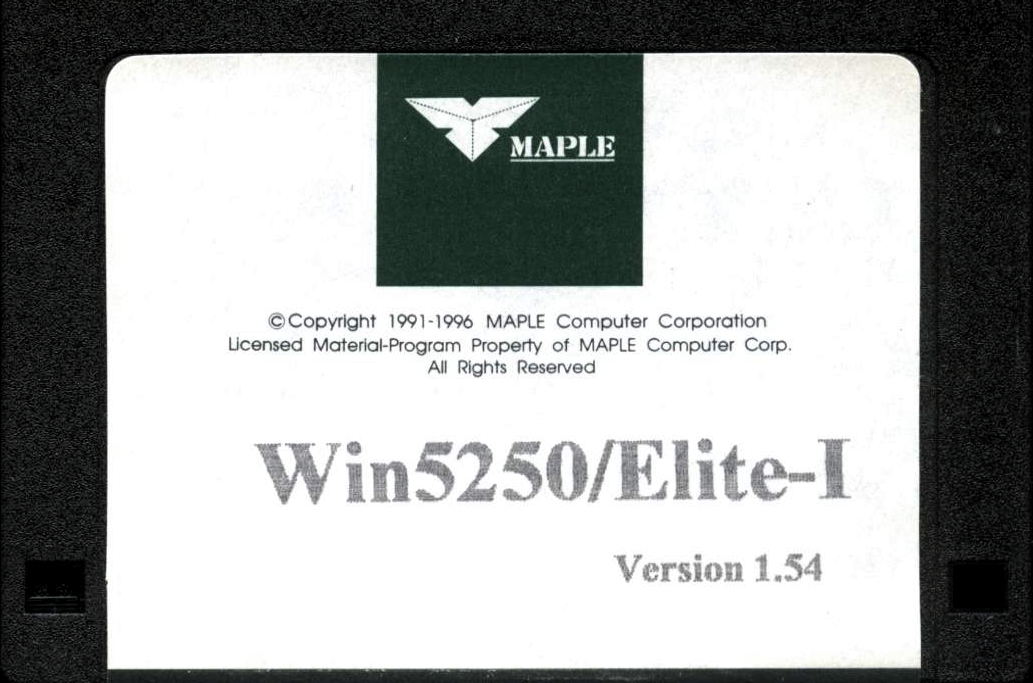 MAPLE
©Copyright 1991-1996 MAPLE Computer Corporation
Licensed Material-Program Property of MAPLE Computer Corp.
All Rights Reserved
Win5250/Elite-I
Version 1.54